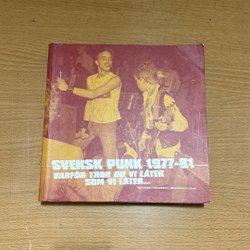 SVENSK PUNK 1977-81
VARFÖR TROR DU VI LÅTER
SOM VI LÅTER...